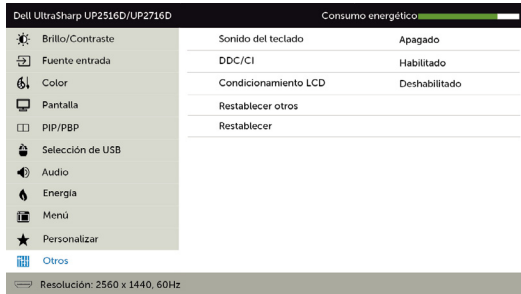 Dell UltraSharp UP2516D/UP2716D Consumo energético
Brillo/Contraste Sonido del teclado Apagado
Fuente entrada DDC/CI Habilitado
Color Condicionamiento LCD Deshabilitado
Pantalla Restablecer otros
PIP/PBP Restablecer
Selección de USB
Audio
Energía
Menú
Personalizar
Otros
Resolución: 2560 x 1440, 60Hz